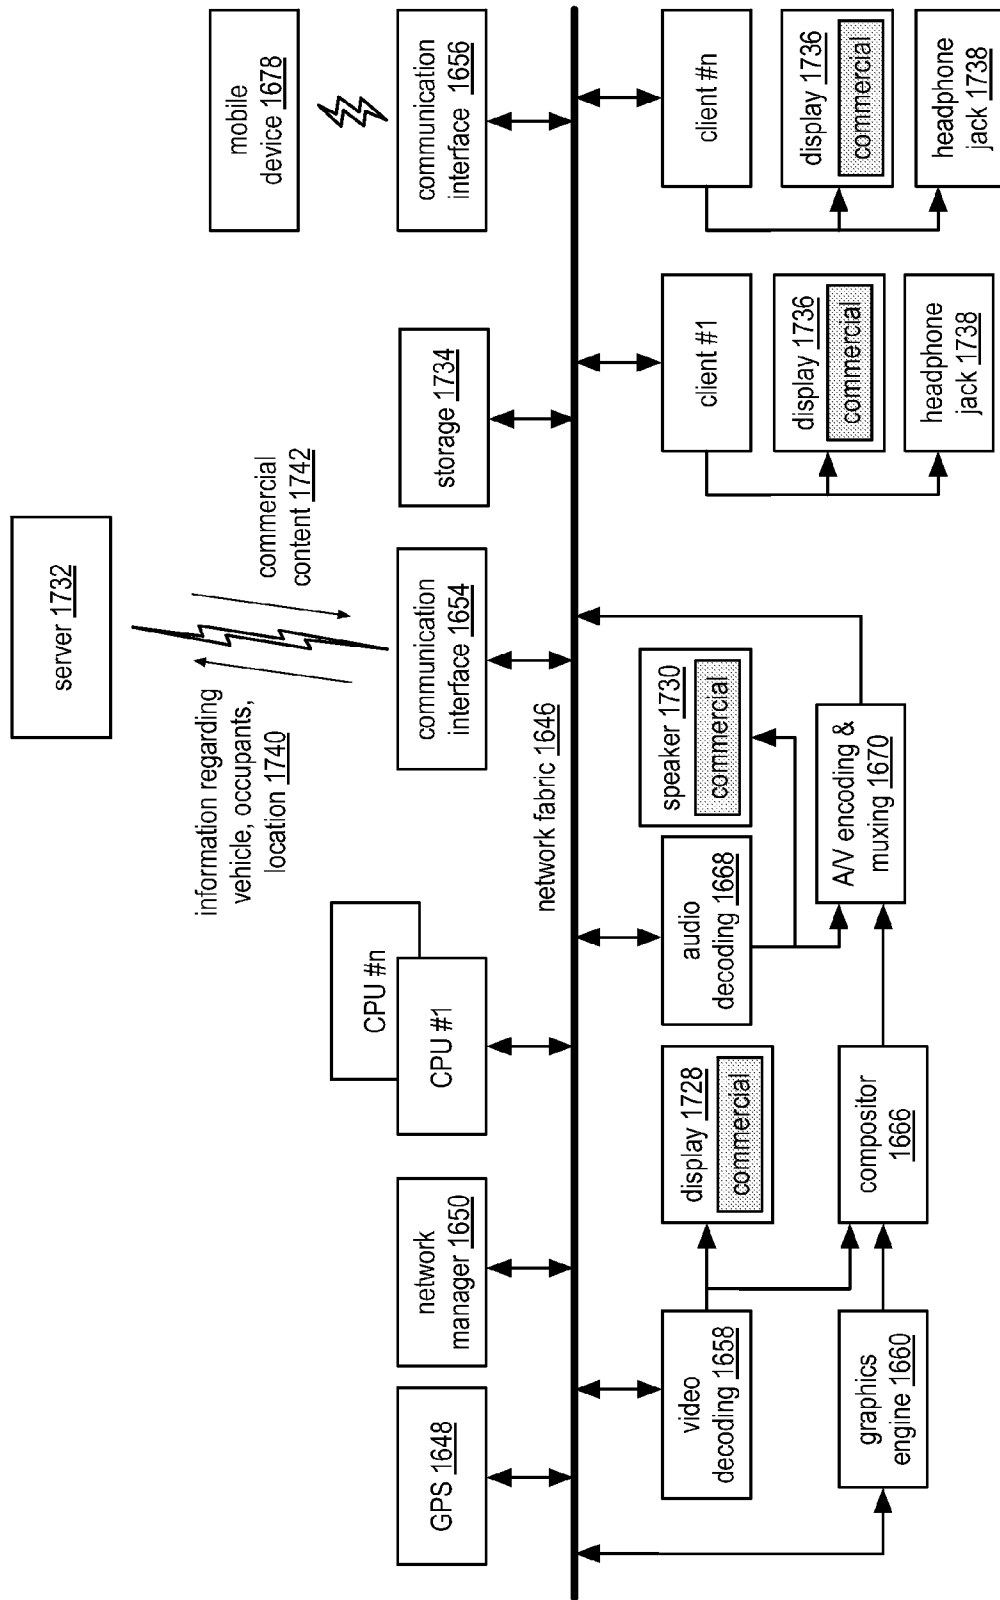 server 1732
information regarding
vehicle, occupants,
location 1740
commercial
content 1742
mobile
device 1678
GPS 1648
network
manager 1650
CPU #n
CPU #1
communication
interface 1654
storage 1734
communication
interface 1656
network fabric 1646
video
decoding 1658
display 1728
commercial
audio
decoding 1668
speaker 1730
commercial
client #1
display 1736
commercial
headphone
jack 1738
client #n
display 1736
commercial
headphone
jack 1738
graphics
engine 1660
compositor
1666
A/V encoding &
muxing 1670